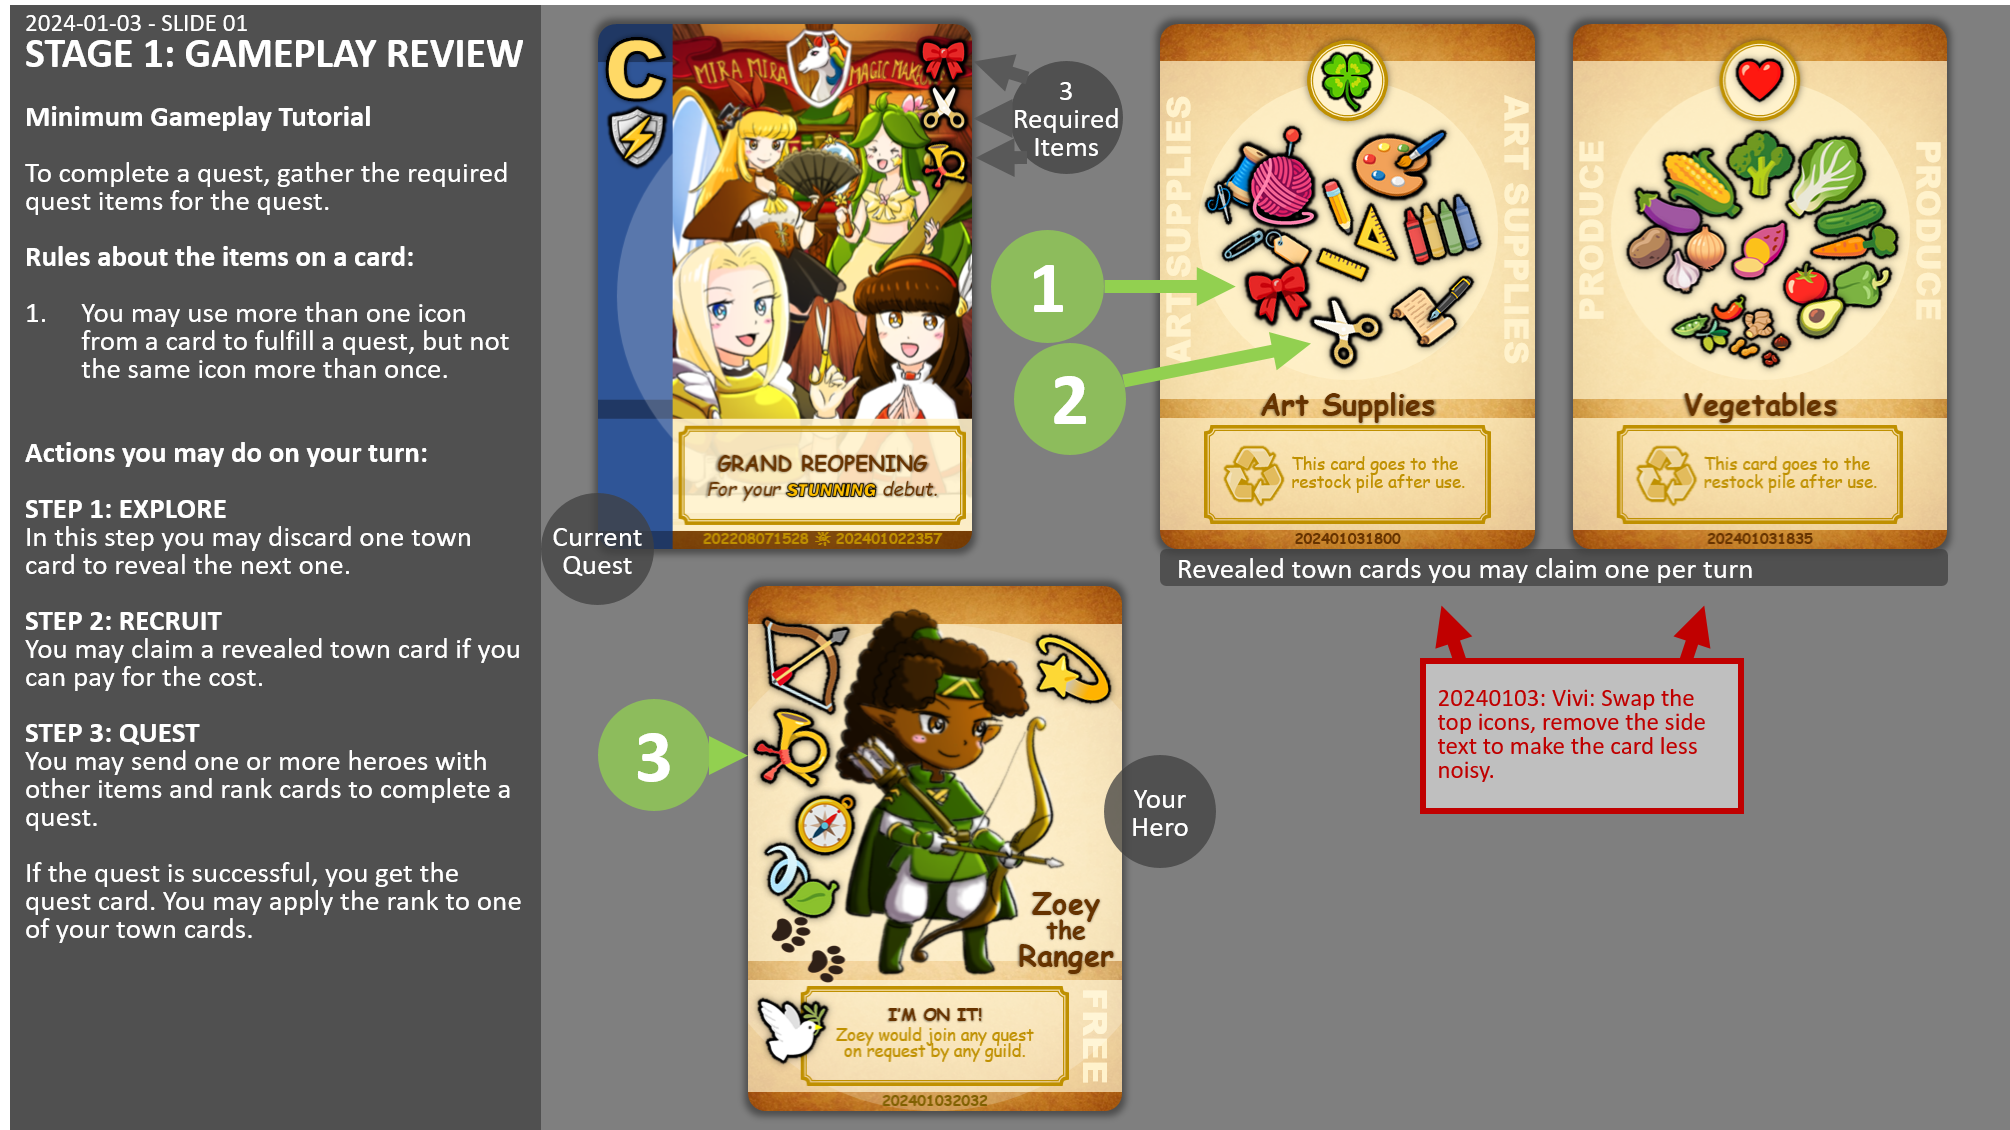 2024-01-03 - SLIDE 01
STAGE 1: GAMEPLAY REVIEW
Minimum Gameplay Tutorial
To complete a quest, gather the required
quest items for the quest.
Rules about the items on a card:
1. You may use more than one icon
from a card to fulfill a quest, but not
the same icon more than once.
Actions you may do on your turn:
STEP 1: EXPLORE
In this step you may discard one town
card to reveal the next one.
STEP 2: RECRUIT
You may claim a revealed town card if you
can pay for the cost.
STEP 3: QUEST
You may send one or more heroes with
other items and rank cards to complete a
quest.
If the quest is successful, you get the
quest card. You may apply the rank to one
of your town cards.
C
MIRA MIRA
MAGIC
GRAND REOPENING
For your STUNNING debut.
202208071528 202401022357
Current
Quest
3
Required
Items
1
2
ART SUPPLIES
ART SUPPLIES
Art Supplies
This card goes to the
restock pile after use.
202401031800
PRODUCE
PRODUCE
Vegetables
This card goes to the
restock pile after use.
202401031835
Revealed town cards you may claim one per turn
20240103: Vivi: Swap the
top icons, remove the side
text to make the card less
noisy.
3
Zoey
the
Ranger
I'M ON IT!
Zoey would join any quest
on request by any guild.
FREE
202401032032
Your
Hero